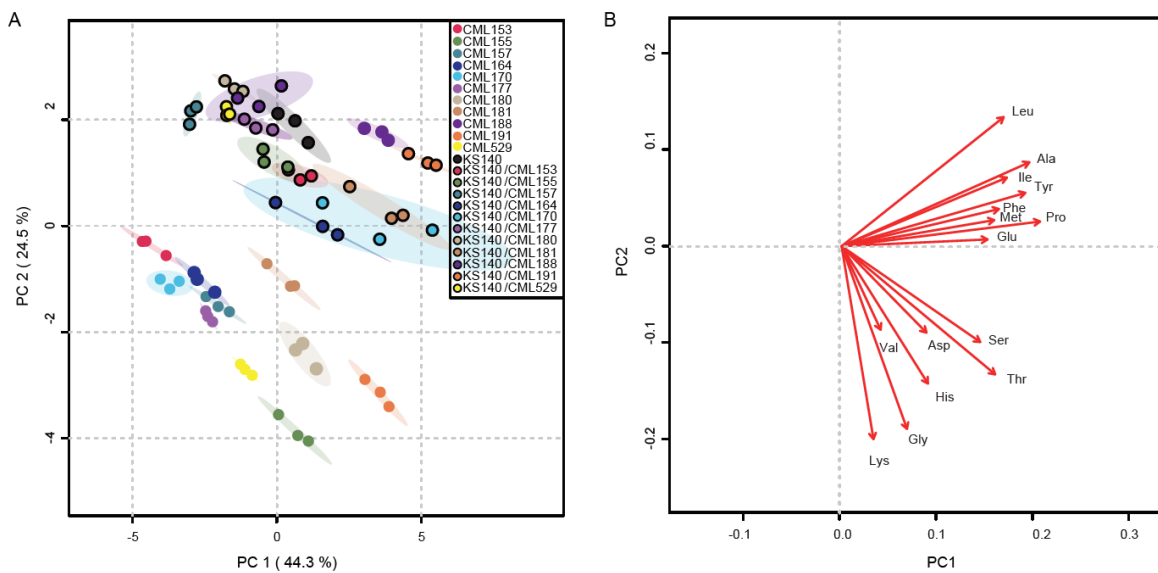 A
2
0
-2
-4
-5
0
5
PC 2 ( 24.5 %)
PC 1 ( 44.3 %)
CML153
CML155
CML157
CML164
CML170
CML177
CML180
CML181
CML188
CML191
CML529
KS140
KS140/CML153
KS140/CML155
KS140/CML157
KS140/CML164
KS140/CML170
KS140/CML177
KS140/CML180
KS140/CML181
KS140/CML188
KS140/CML191
KS140/CML529
B
0.2
0.1
0.0
-0.1
-0.2
-0.1
0.0
0.1
0.2
0.3
PC2
PC1
Leu
Ala
Ile
Tyr
Phe
Met
Pro
Glu
Val
Asp
Ser
Thr
His
Gly
Lys